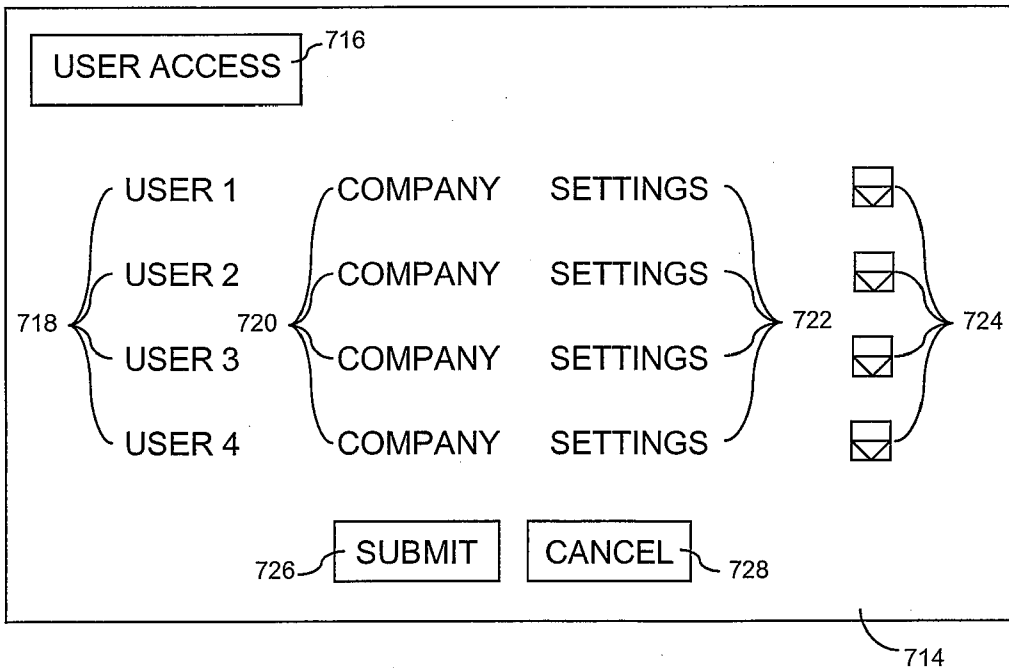 USER ACCESS 716
USER 1 COMPANY SETTINGS
USER 2 COMPANY SETTINGS
718 720 722 724
USER 3 COMPANY SETTINGS
USER 4 COMPANY SETTINGS
726 SUBMIT CANCEL 728
714